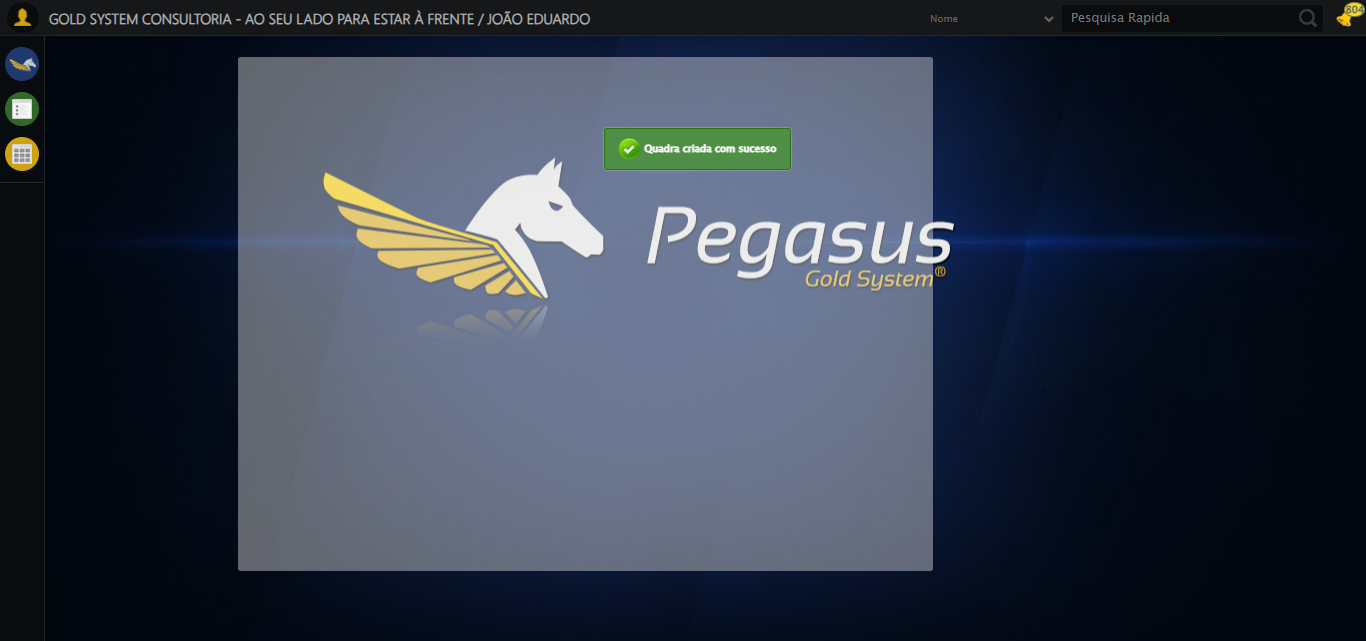 GOLD SYSTEM CONSULTORIA - AO SEU LADO PARA ESTAR À FRENTE / JOÃO EDUARDO
Nome
Pesquisa Rapida
804
Quadra criada com sucesso
Pegasus
Gold System®